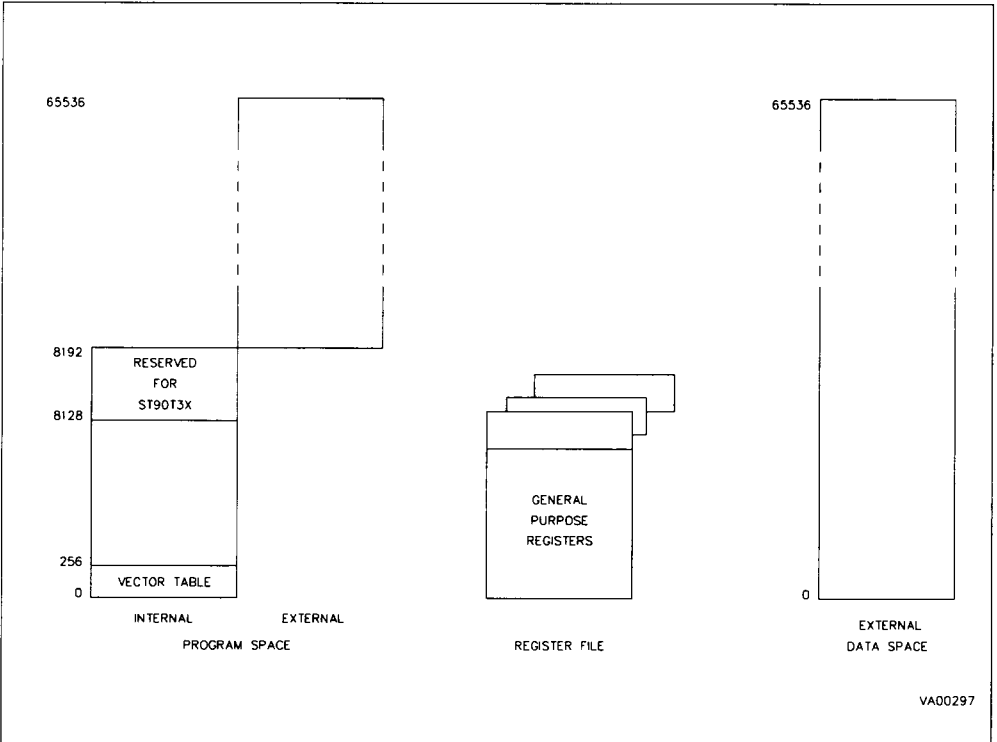 65536
65536
8192
RESERVED
FOR
ST90T3X
8128
GENERAL
PURPOSE
REGISTERS
256
VECTOR TABLE
0
0
INTERNAL
EXTERNAL
EXTERNAL
PROGRAM SPACE
REGISTER FILE
DATA SPACE
VA00297